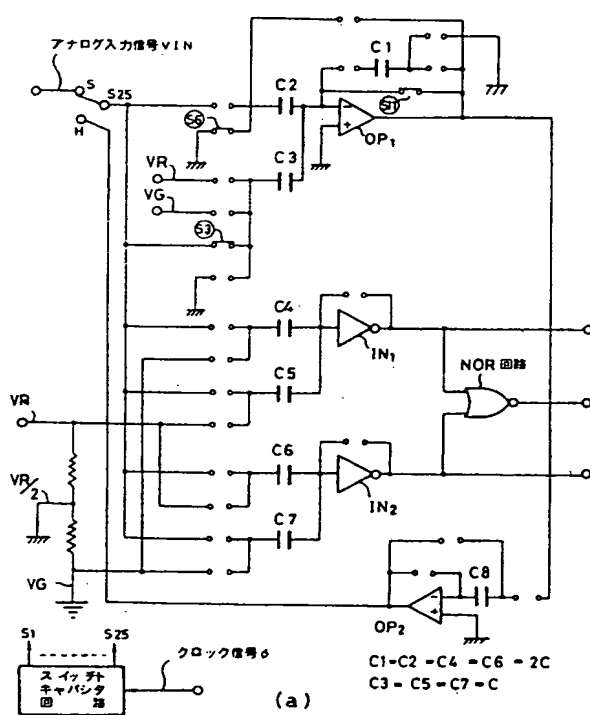 アナログ入力信号VIN
S
S25
H
C1
C2
S6
S11
OP1
VR
C3
VG
S3
C4
IN1
C5
NOR回路
VR
C6
VR/2
IN2
C7
VG
C8
OP2
S1 ------- S25
クロック信号φ
スイッチト
キャパシタ
回路
(a)
C1=C2=C4=C6=2C
C3=C5=C7=C